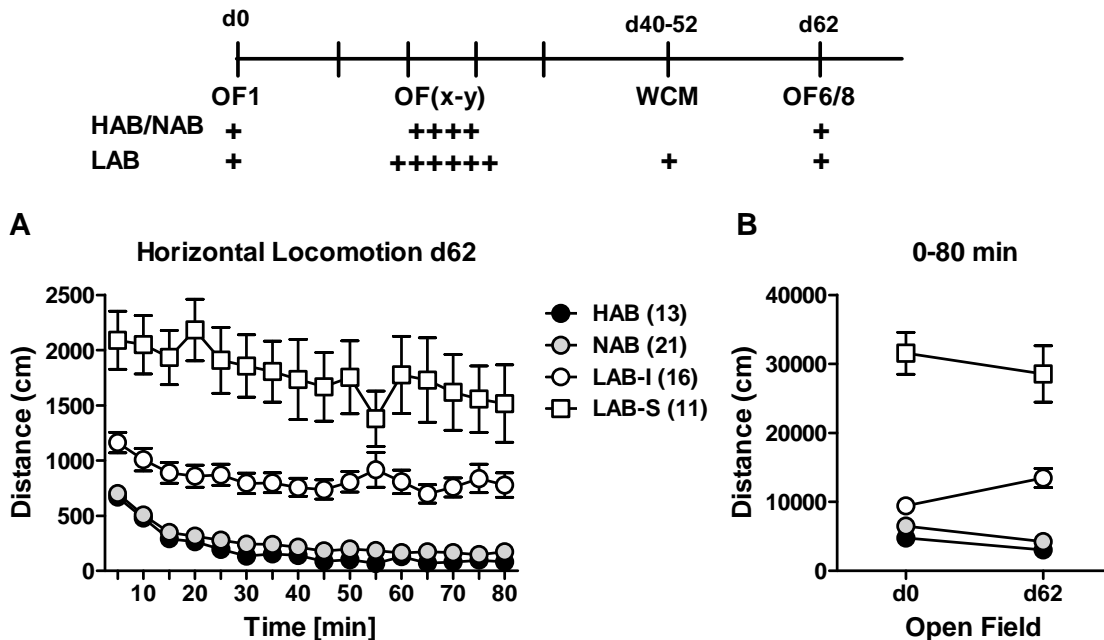 d0 d40-52 d62
OF1 OF(x-y) WCM OF6/8
HAB/NAB + ++++ +
LAB + ++++++ + +
A
Horizontal Locomotion d62
Distance (cm)
2500
2000
1500
1000
500
0
10 20 30 40 50 60 70 80
Time [min]
HAB (13)
NAB (21)
LAB-I (16)
LAB-S (11)
B
0-80 min
Distance (cm)
40000
30000
20000
10000
0
d0 d62
Open Field